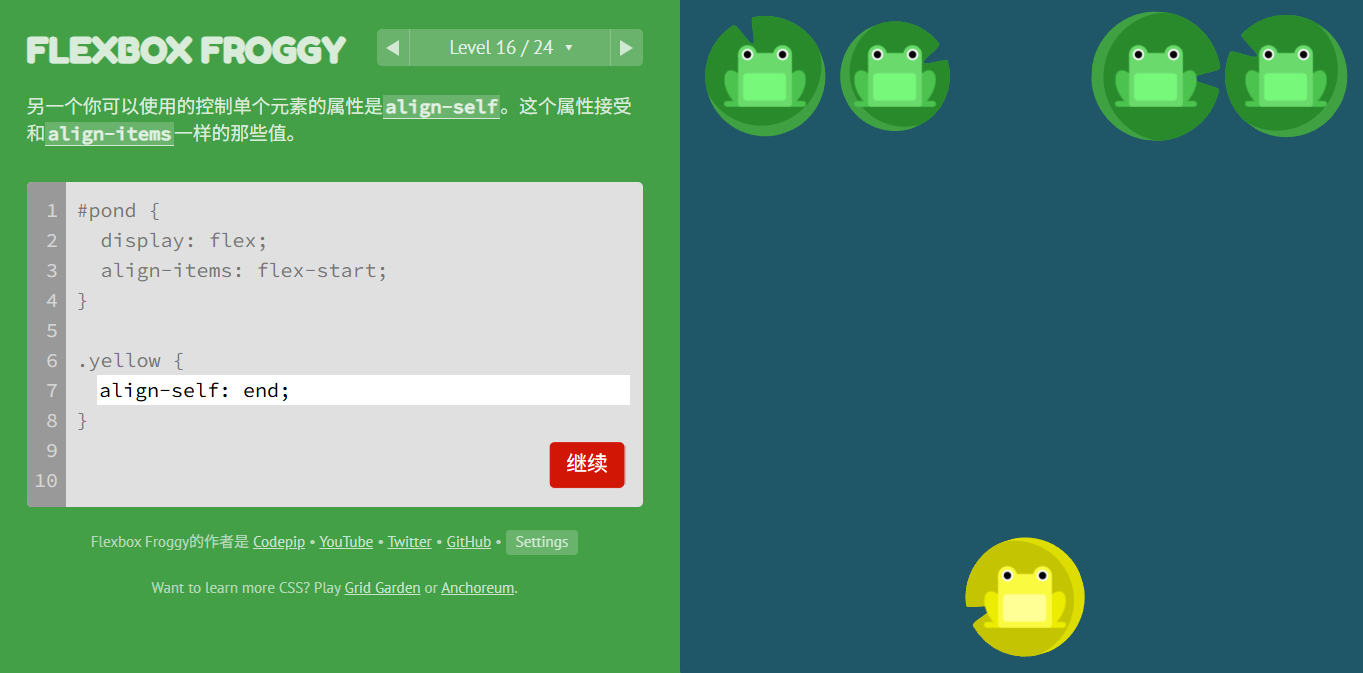 FLEXBOX FROGGY
Level 16 / 24
另一个你可以使用的控制单个元素的属性是align-self。这个属性接受
和align-items一样的那些值。
1 #pond {
2 display: flex;
3 align-items: flex-start;
4 }
5
6 .yellow {
7 align-self: end;
8 }
9
10
继续
Flexbox Froggy的作者是 Codepip • YouTube • Twitter • GitHub • Settings
Want to learn more CSS? Play Grid Garden or Anchoreum.